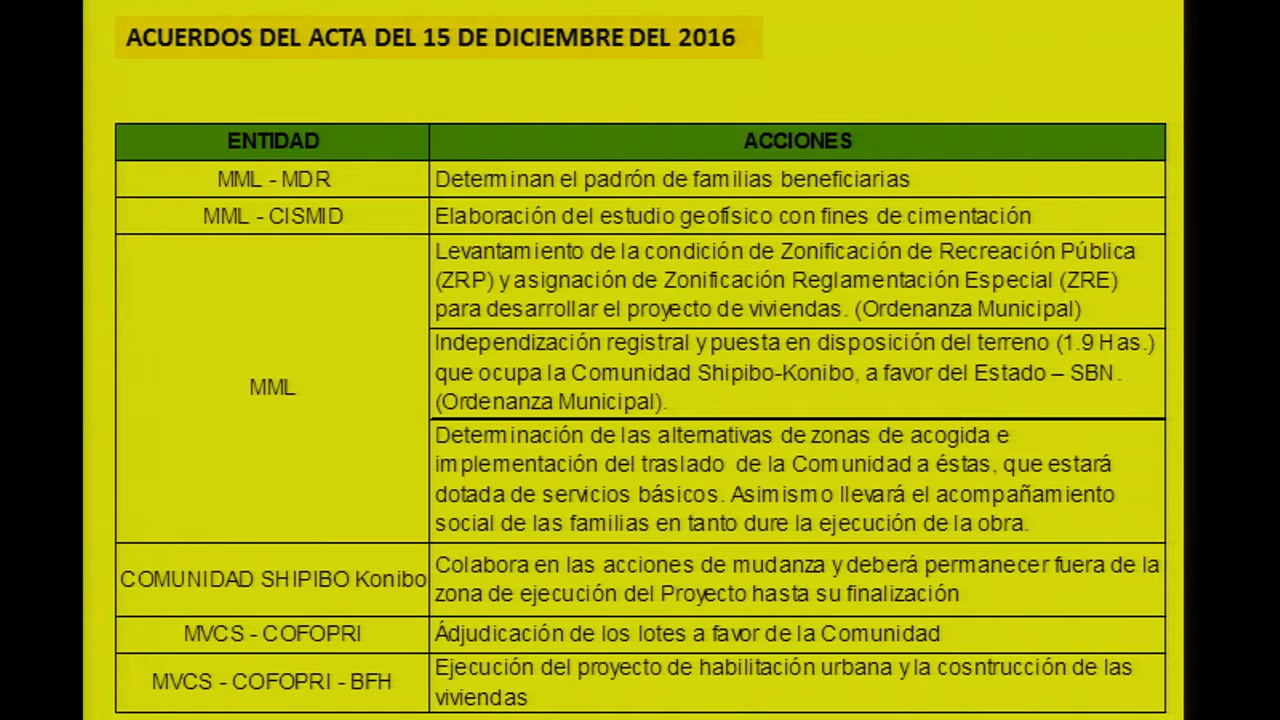 ACUERDOS DEL ACTA DEL 15 DE DICIEMBRE DEL 2016
ENTIDAD
ACCIONES
MML - MDR
Determinan el padrón de familias beneficiarias
MML - CISMID
Elaboración del estudio geofísico con fines de cimentación
MML
Levantamiento de la condición de Zonificación de Recreación Pública
(ZRP) y asignación de Zonificación Reglamentación Especial (ZRE)
para desarrollar el proyecto de viviendas. (Ordenanza Municipal)
Independización registral y puesta en disposición del terreno (1.9 Has.)
que ocupa la Comunidad Shipibo-Konibo, a favor del Estado – SBN.
(Ordenanza Municipal).
Determinación de las alternativas de zonas de acogida e
implementación del traslado de la Comunidad a éstas, que estará
dotada de servicios básicos. Asimismo llevará el acompañamiento
social de las familias en tanto dure la ejecución de la obra.
COMUNIDAD SHIPIBO Konibo
Colabora en las acciones de mudanza y deberá permanecer fuera de la
zona de ejecución del Proyecto hasta su finalización
MVCS - COFOPRI
Ádjudicación de los lotes a favor de la Comunidad
MVCS - COFOPRI - BFH
Ejecución del proyecto de habilitación urbana y la cosntrucción de las
viviendas